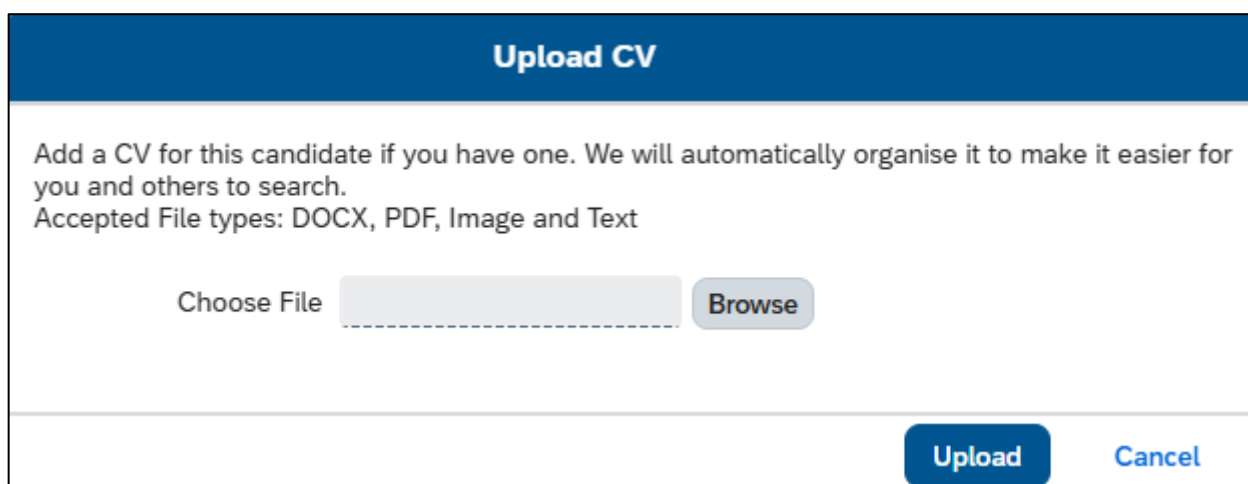 Upload CV
Add a CV for this candidate if you have one. We will automatically organise it to make it easier for
you and others to search.
Accepted File types: DOCX, PDF, Image and Text
Choose File Browse
Upload Cancel